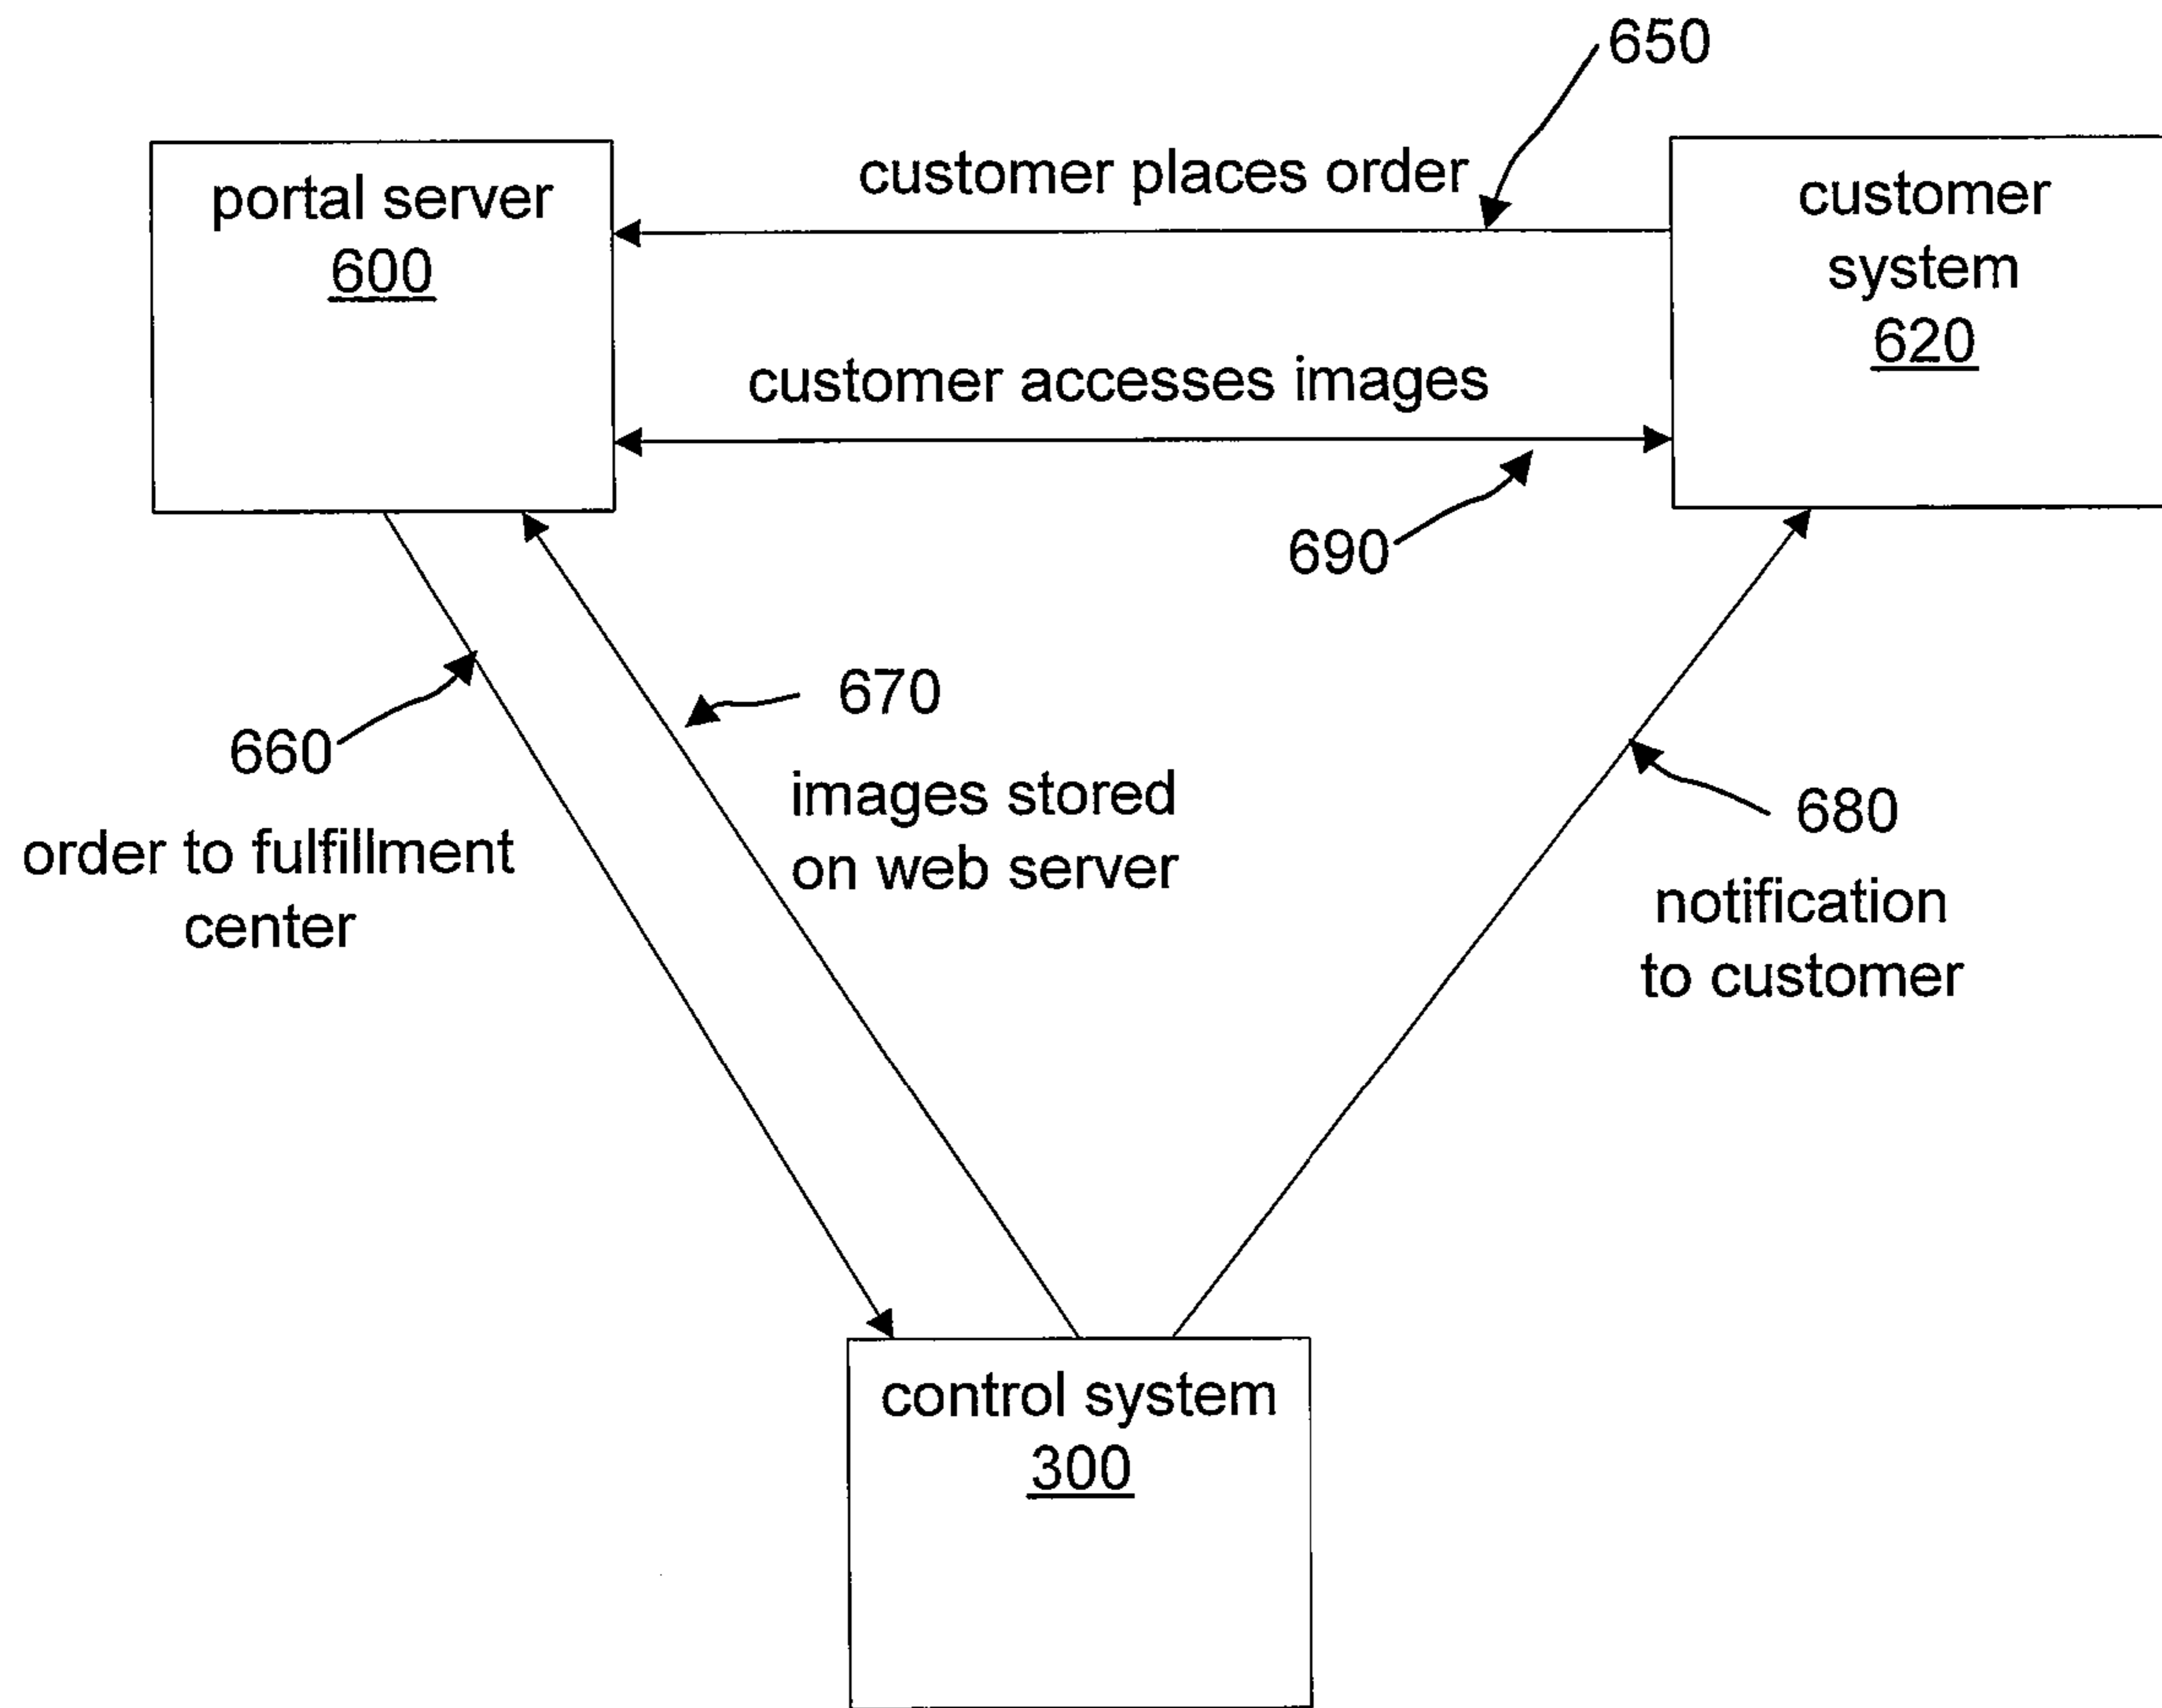 650
portal server
600
customer places order
customer
system
620
customer accesses images
690
660
order to fulfillment
center
670
images stored
on web server
680
notification
to customer
control system
300